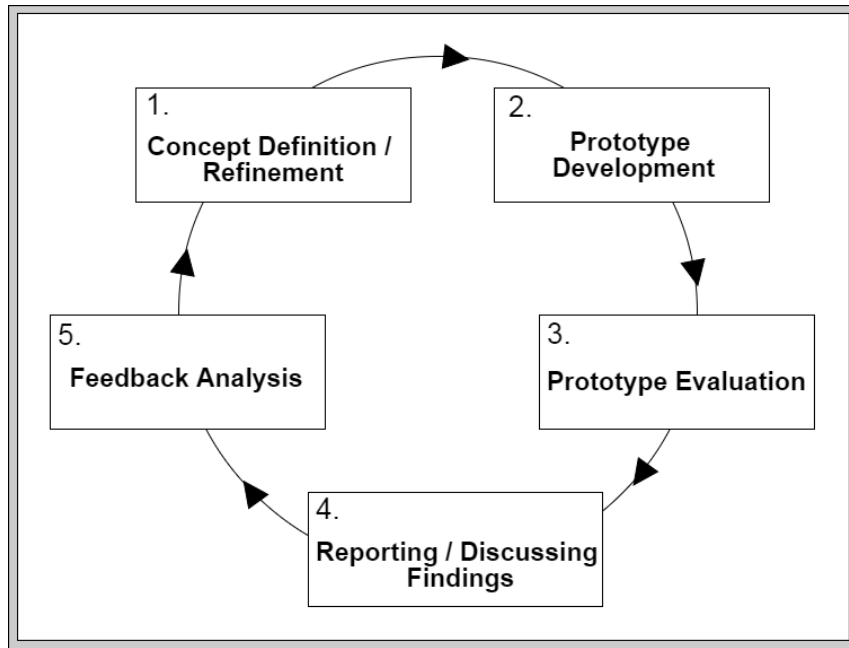 1.
Concept Definition /
Refinement
2.
Prototype
Development
3.
Prototype Evaluation
4.
Reporting / Discussing
Findings
5.
Feedback Analysis